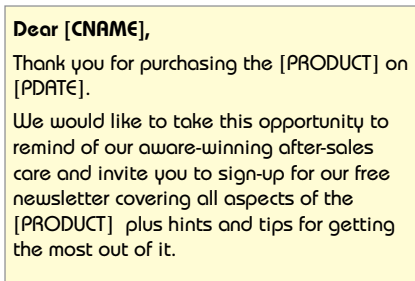 Dear [CNAME],
Thank you for purchasing the [PRODUCT] on
[PDATE].
We would like to take this opportunity to
remind of our aware-winning after-sales
care and invite you to sign-up for our free
newsletter covering all aspects of the
[PRODUCT] plus hints and tips for getting
the most out of it.